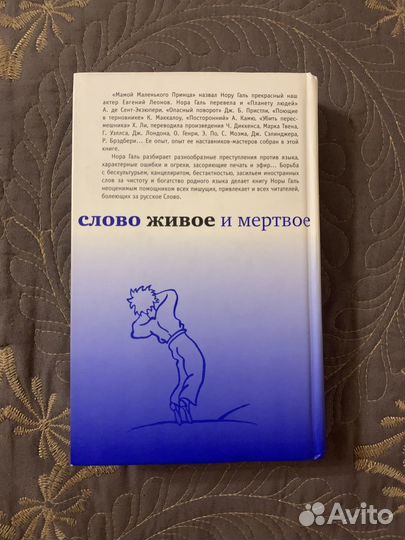 «Мамой Маленького Принца» назвал Нору Галь прекрасный наш
актер Евгений Леонов. Нора Галь перевела и «Планету людей»
А. де Сент-Экзюпери, «Опасный поворот» Дж. Б. Пристли, «Поющие
в терновнике» К. Маккалоу, «Посторонний» А. Камю, «Убить перес-
мешника» Х. Ли, переводила произведения Ч. Диккенса, Марка Твена,
Г. Уэллса, Дж. Лондона, О. Генри, Э. По, С. Моэма, Дж. Сэлинджера,
Р. Брэдбери... Ее опыт, опыт ее наставников-мастеров собран в этой
книге.
Нора Галь разбирает разнообразные преступления против языка,
характерные ошибки и огрехи, засоряющие печать и эфир... Борьба
с бескультурьем, канцеляритом, бестактностью, засильем иностранных
слов за чистоту и богатство родного языка делает книгу Норы Галь
неоценимым помощником всех пишущих, привлекает и всех читателей,
болеющих за русское Слово.
слово живое и мертвое
Avito